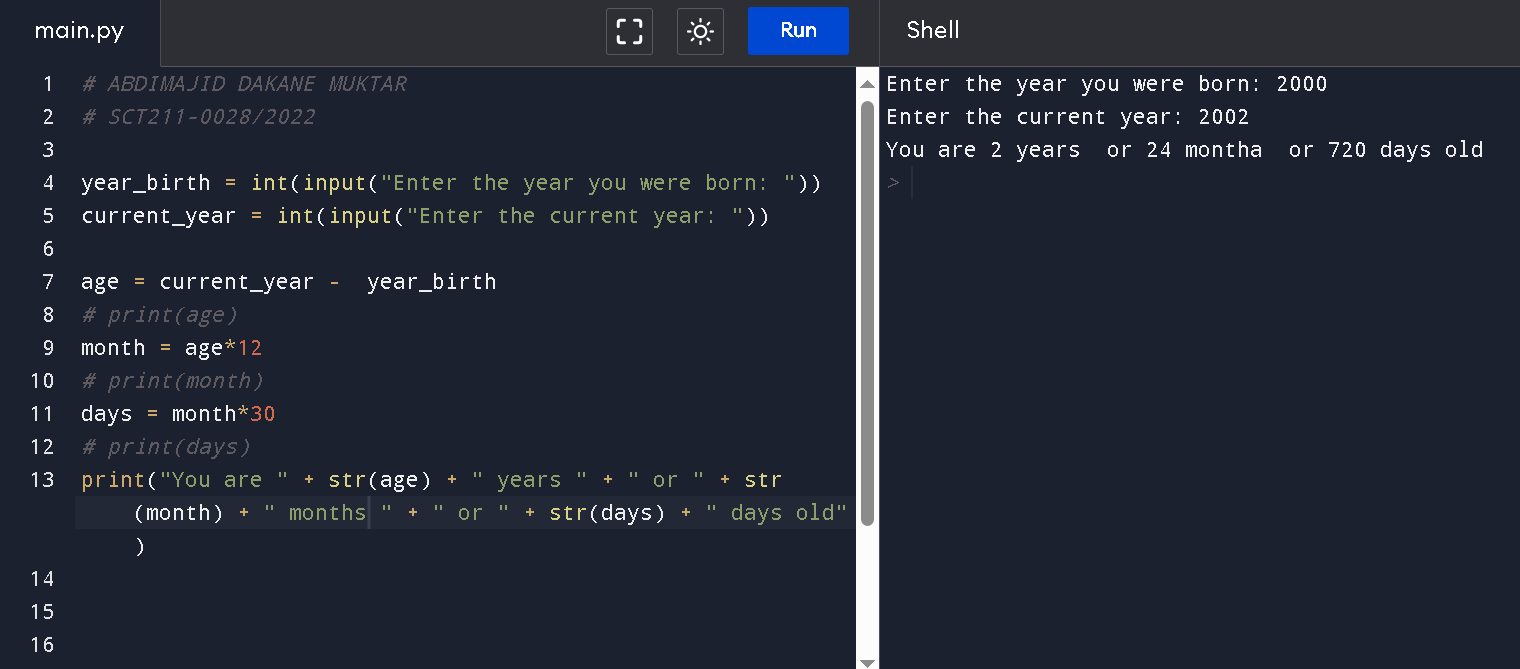 main.py
Run
Shell
1 # ABDIMAJID DAKANE MUKTAR
2 # SCT211-0028/2022
3
4 year_birth = int(input("Enter the year you were born: "))
5 current_year = int(input("Enter the current year: "))
6
7 age = current_year -  year_birth
8 # print(age)
9 month = age*12
10 # print(month)
11 days = month*30
12 # print(days)
13 print("You are " + str(age) + " years " + " or " + str
(month) + " months " + " or " + str(days) + " days old"
)
14
15
16
Enter the year you were born: 2000
Enter the current year: 2002
You are 2 years  or 24 montha  or 720 days old
>